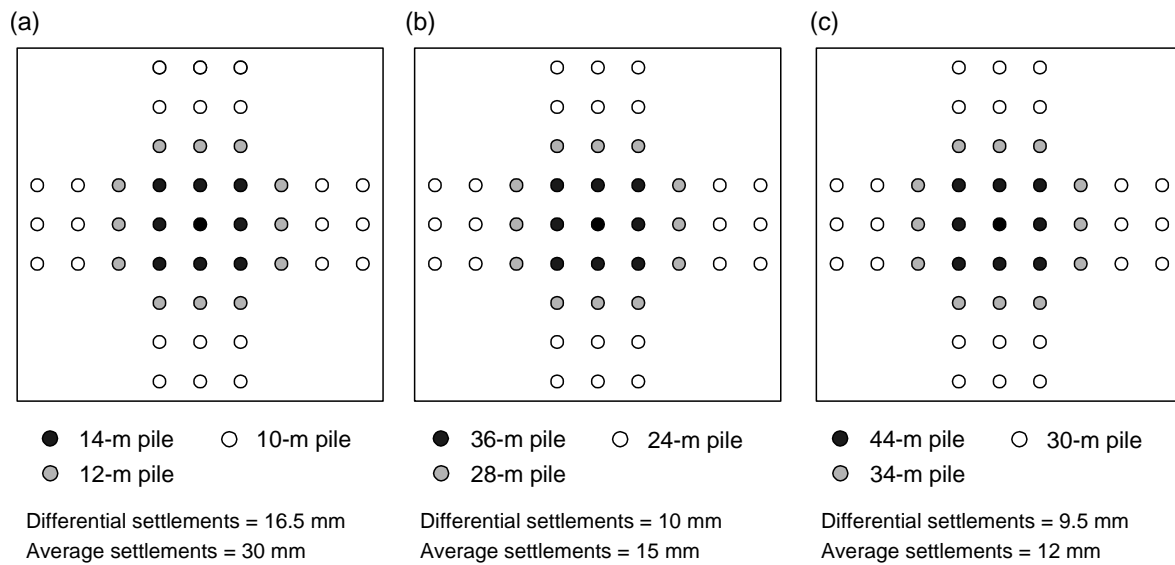 (a)
14-m pile
10-m pile
12-m pile
Differential settlements = 16.5 mm
Average settlements = 30 mm
(b)
36-m pile
24-m pile
28-m pile
Differential settlements = 10 mm
Average settlements = 15 mm
(c)
44-m pile
30-m pile
34-m pile
Differential settlements = 9.5 mm
Average settlements = 12 mm